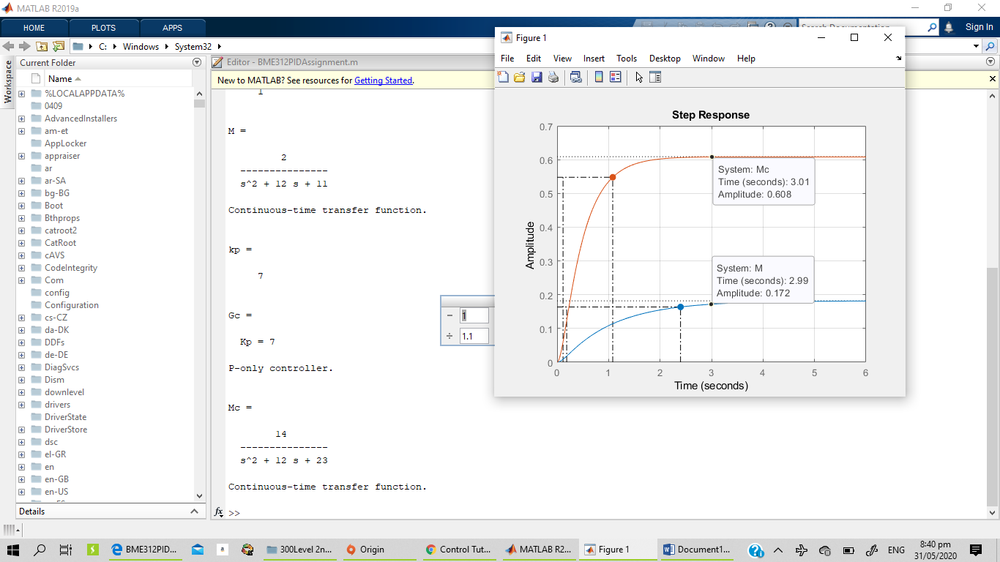 MATLAB R2019a
HOME PLOTS APPS
Search Documentation Sign In
C: Windows System32
Current Folder
Editor - BME312PIDAssignment.m
Workspace
Name
New to MATLAB? See resources for Getting Started.
%LOCALAPPDATA%
0409
AdvancedInstallers
am-et
AppLocker
appraiser
ar
ar-SA
bg-BG
Boot
Bthprops
catroot2
CatRoot
cAVS
CodeIntegrity
Com
config
Configuration
cs-CZ
da-DK
DDFs
de-DE
DiagSvcs
Dism
downlevel
drivers
DriverState
DriverStore
dsc
el-GR
en
en-GB
en-US
Details
1
M =
2
---------------
s^2 + 12 s + 11
Continuous-time transfer function.
kp =
7
Gc =
Kp = 7
P-only controller.
Mc =
14
---------------
s^2 + 12 s + 23
Continuous-time transfer function.
fx >>
− 1
÷ 1.1
Figure 1
File Edit View Insert Tools Desktop Window Help
Step Response
0.7
0.6
0.5
0.4
0.3
0.2
0.1
0
Amplitude
System: Mc
Time (seconds): 3.01
Amplitude: 0.608
System: M
Time (seconds): 2.99
Amplitude: 0.172
0 1 2 3 4 5 6
Time (seconds)
BME312PID...
a
300Level 2n...
Origin
Control Tut...
MATLAB R2...
Figure 1
Document1...
ENG
8:40 pm
31/05/2020